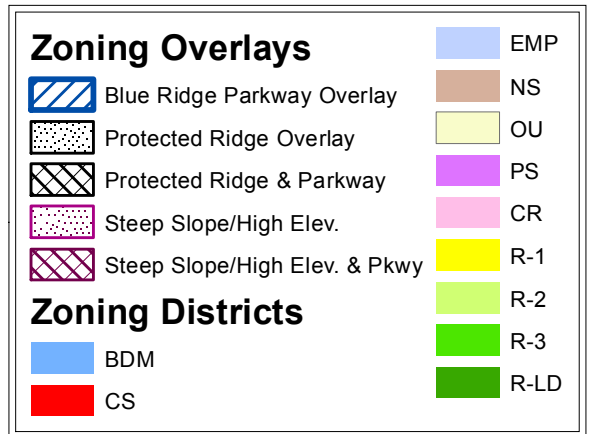 Zoning Overlays
Blue Ridge Parkway Overlay
Protected Ridge Overlay
Protected Ridge & Parkway
Steep Slope/High Elev.
Steep Slope/High Elev. & Pkwy
Zoning Districts
BDM
CS
EMP
NS
OU
PS
CR
R-1
R-2
R-3
R-LD